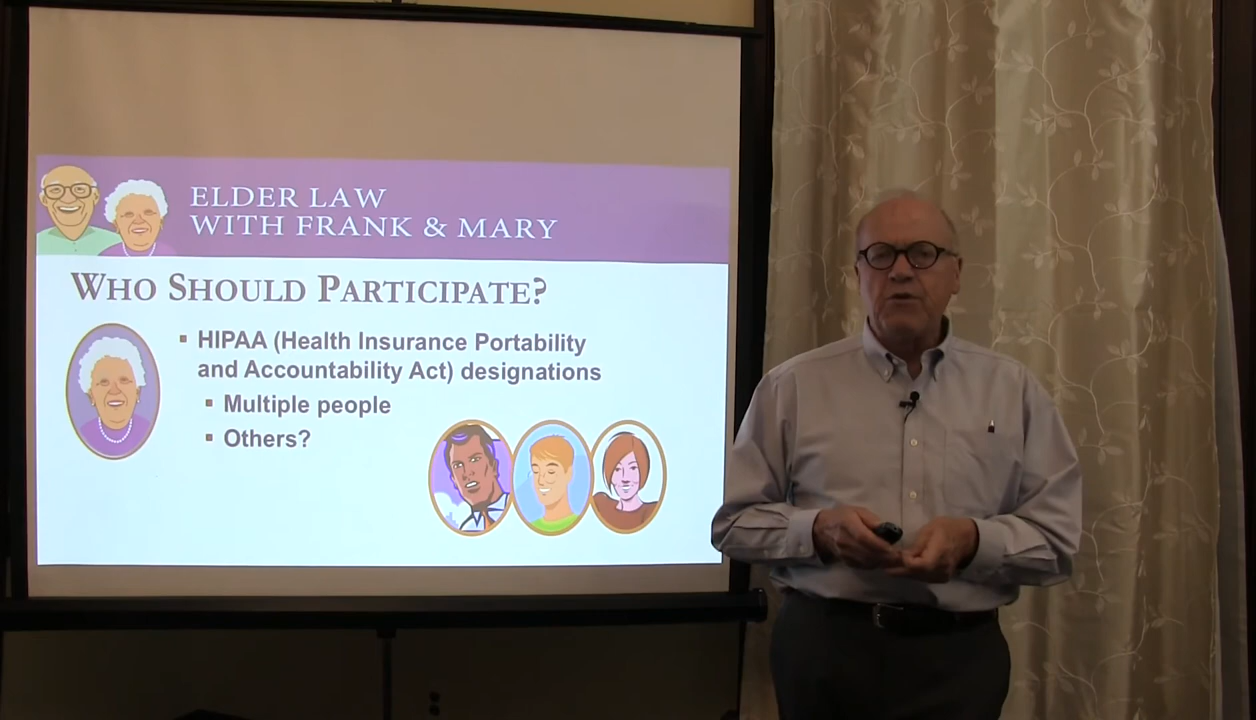 ELDER LAW
WITH FRANK & MARY
WHO SHOULD PARTICIPATE?
▪ HIPAA (Health Insurance Portability
and Accountability Act) designations
▪ Multiple people
▪ Others?